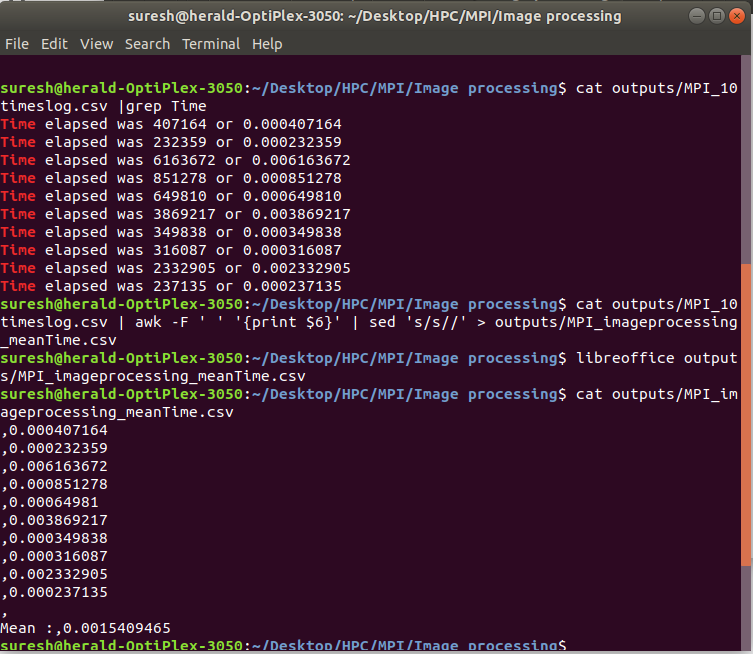 suresh@herald-OptiPlex-3050: ~/Desktop/HPC/MPI/Image processing
File Edit View Search Terminal Help
suresh@herald-OptiPlex-3050:~/Desktop/HPC/MPI/Image processing$ cat outputs/MPI_10
timeslog.csv |grep Time
Time elapsed was 407164 or 0.000407164
Time elapsed was 232359 or 0.000232359
Time elapsed was 6163672 or 0.006163672
Time elapsed was 851278 or 0.000851278
Time elapsed was 649810 or 0.000649810
Time elapsed was 3869217 or 0.003869217
Time elapsed was 349838 or 0.000349838
Time elapsed was 316087 or 0.000316087
Time elapsed was 2332905 or 0.002332905
Time elapsed was 237135 or 0.000237135
suresh@herald-OptiPlex-3050:~/Desktop/HPC/MPI/Image processing$ cat outputs/MPI_10
timeslog.csv | awk -F ' ' '{print $6}' | sed 's/s//' > outputs/MPI_imageprocessing
_meanTime.csv
suresh@herald-OptiPlex-3050:~/Desktop/HPC/MPI/Image processing$ libreoffice output
s/MPI_imageprocessing_meanTime.csv
suresh@herald-OptiPlex-3050:~/Desktop/HPC/MPI/Image processing$ cat outputs/MPI_im
ageprocessing_meanTime.csv
,0.000407164
,0.000232359
,0.006163672
,0.000851278
,0.00064981
,0.003869217
,0.000349838
,0.000316087
,0.002332905
,0.000237135
,
Mean :,0.0015409465
suresh@herald-OptiPlex-3050:~/Desktop/HPC/MPI/Image processing$